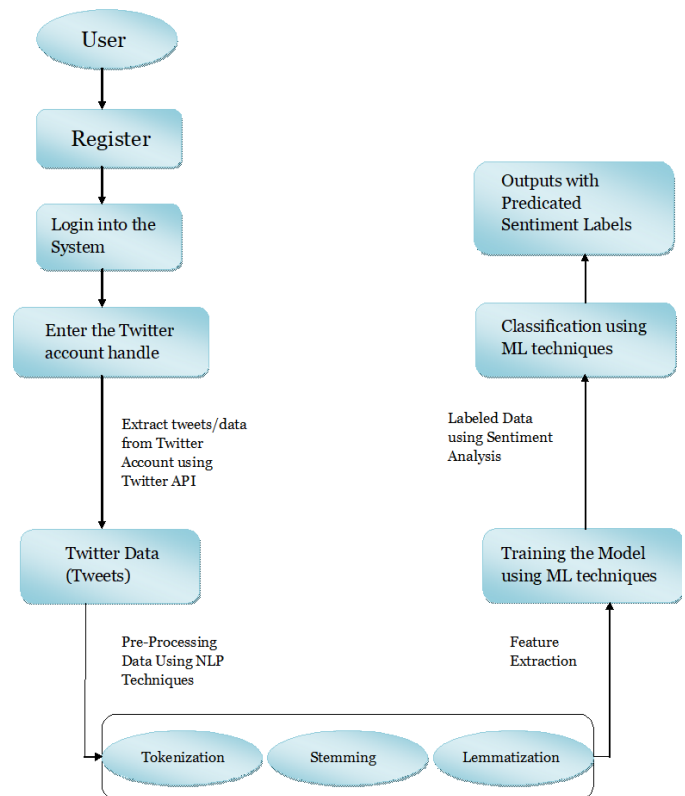 User
Register
Login into the
System
Enter the Twitter
account handle
Extract tweets/data
from Twitter
Account using
Twitter API
Twitter Data
(Tweets)
Pre-Processing
Data Using NLP
Techniques
Tokenization
Stemming
Lemmatization
Feature
Extraction
Training the Model
using ML techniques
Labeled Data
using Sentiment
Analysis
Classification using
ML techniques
Outputs with
Predicated
Sentiment Labels